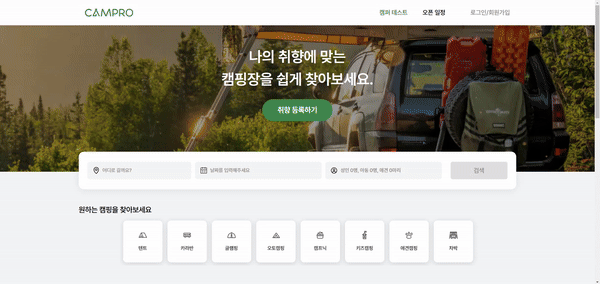 CAMPRO
캠퍼 테스트
오픈 일정
로그인/회원가입
나의 취향에 맞는
캠핑장을 쉽게 찾아보세요.
취향 등록하기
어디로 갈까요?
날짜를 입력해주세요
성인 0명, 아동 0명, 애견 0마리
검색
원하는 캠핑을 찾아보세요
텐트
카라반
글램핑
오토캠핑
캠프닉
키즈캠핑
애견캠핑
차박